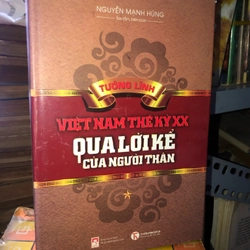 NGUYỄN MẠNH HÙNG
TƯỚNG LĨNH
VIỆT NAM THẾ KỶ XX
QUA LỜI KỂ
CỦA NGƯỜI THÂN